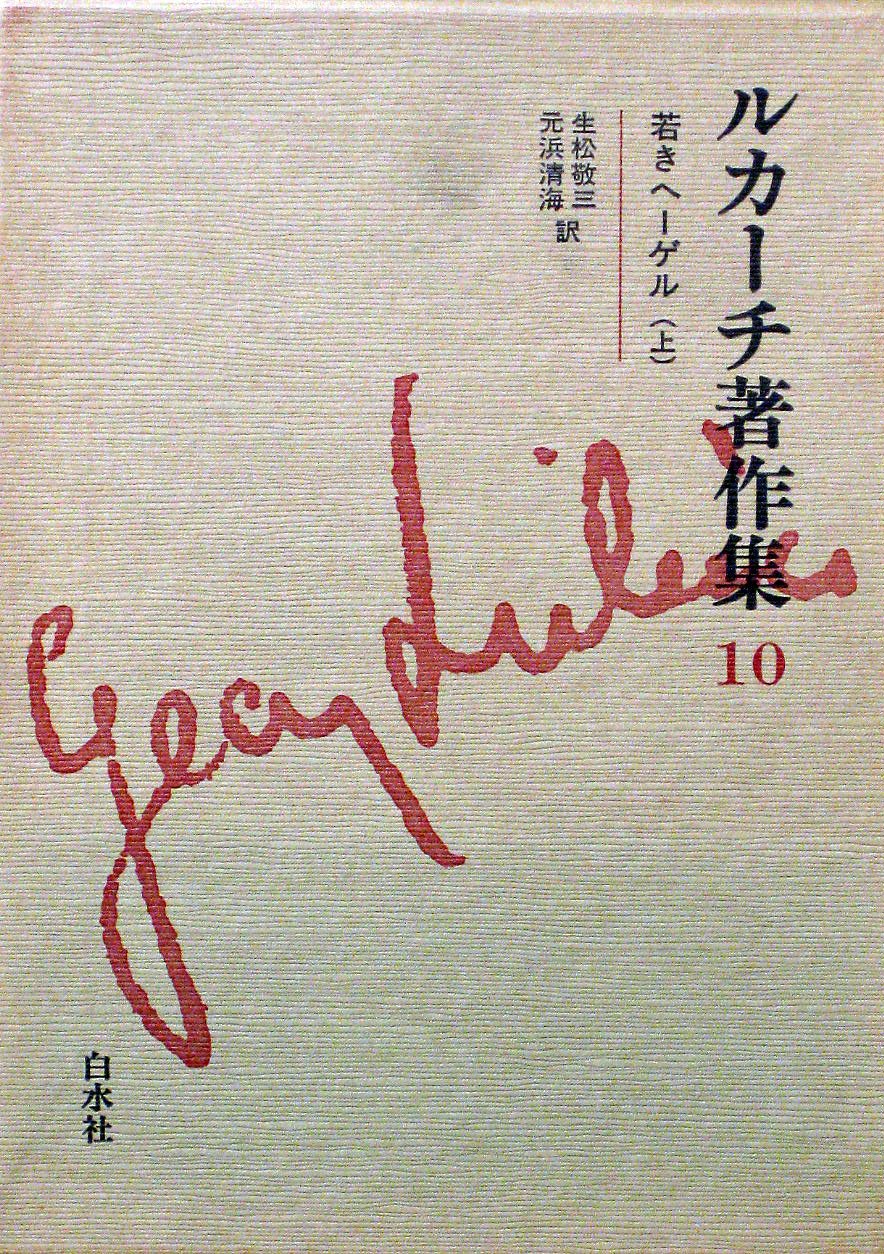 ルカーチ著作集 10
若きヘーゲル（上）
生松敬三
元浜清海
訳
白水社